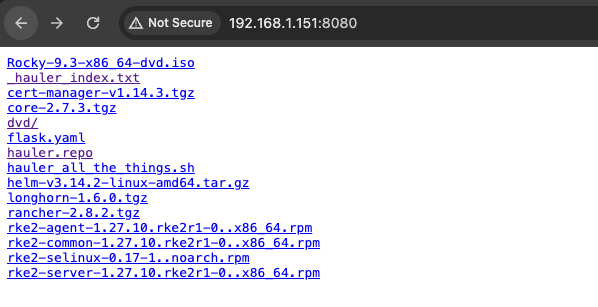 Not Secure 192.168.1.151:8080
Rocky-9.3-x86_64-dvd.iso
_hauler_index.txt
cert-manager-v1.14.3.tgz
core-2.7.3.tgz
dvd/
flask.yaml
hauler.repo
hauler_all_the_things.sh
helm-v3.14.2-linux-amd64.tar.gz
longhorn-1.6.0.tgz
rancher-2.8.2.tgz
rke2-agent-1.27.10.rke2r1-0..x86_64.rpm
rke2-common-1.27.10.rke2r1-0..x86_64.rpm
rke2-selinux-0.17-1..noarch.rpm
rke2-server-1.27.10.rke2r1-0..x86_64.rpm